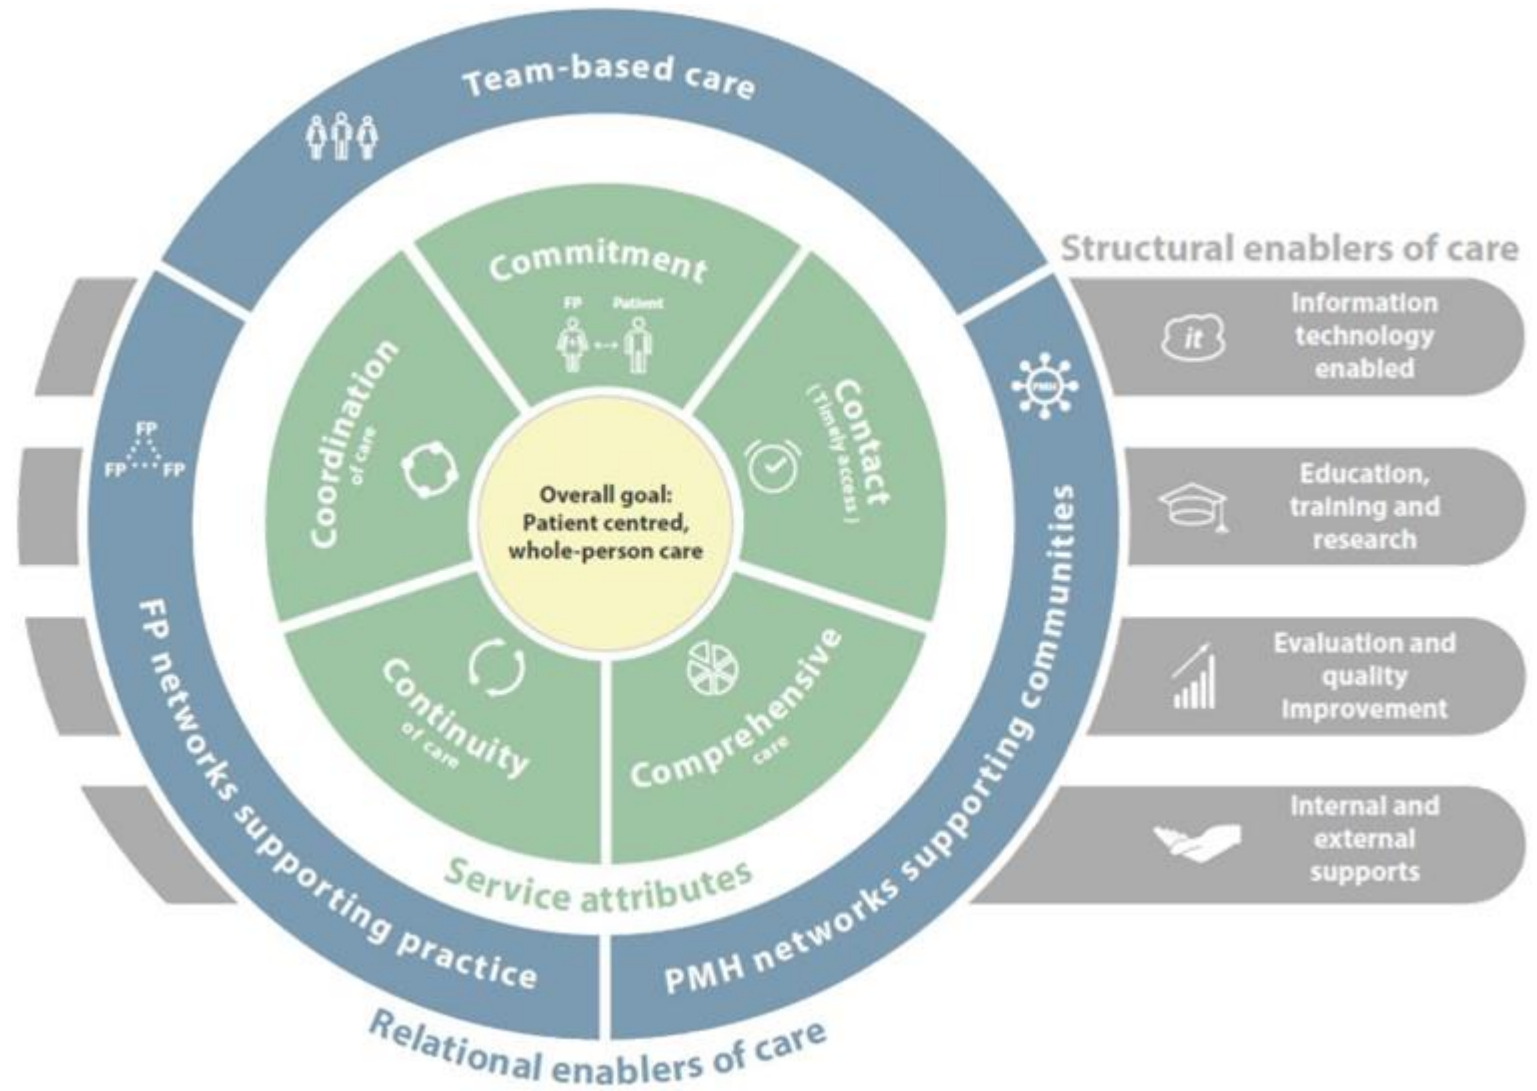 Team-based care
Structural enablers of care
Commitment
FP
Patient
Information
technology
enabled
it
PMH
Coordination
of care
Contact
(Timely access)
FP
FP
FP
Overall goal:
Patient centred,
whole-person care
Education,
training and
research
Continuity
of care
Comprehensive
care
Evaluation and
quality
improvement
FP networks supporting practice
PMH networks supporting communities
Internal and
external
supports
Service attributes
Relational enablers of care